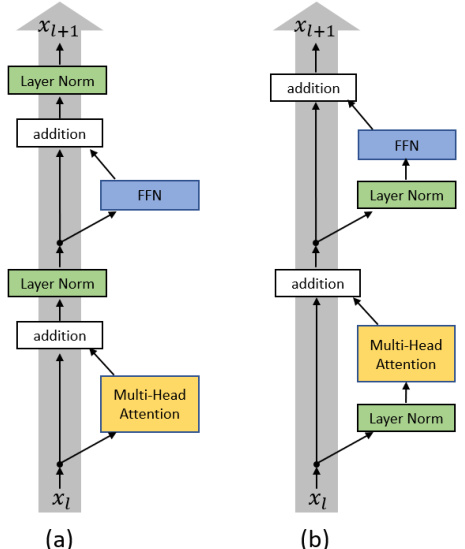 x_{l+1}
Layer Norm
addition
FFN
Layer Norm
addition
Multi-Head
Attention
x_l
(a)
x_{l+1}
addition
FFN
Layer Norm
addition
Multi-Head
Attention
Layer Norm
x_l
(b)